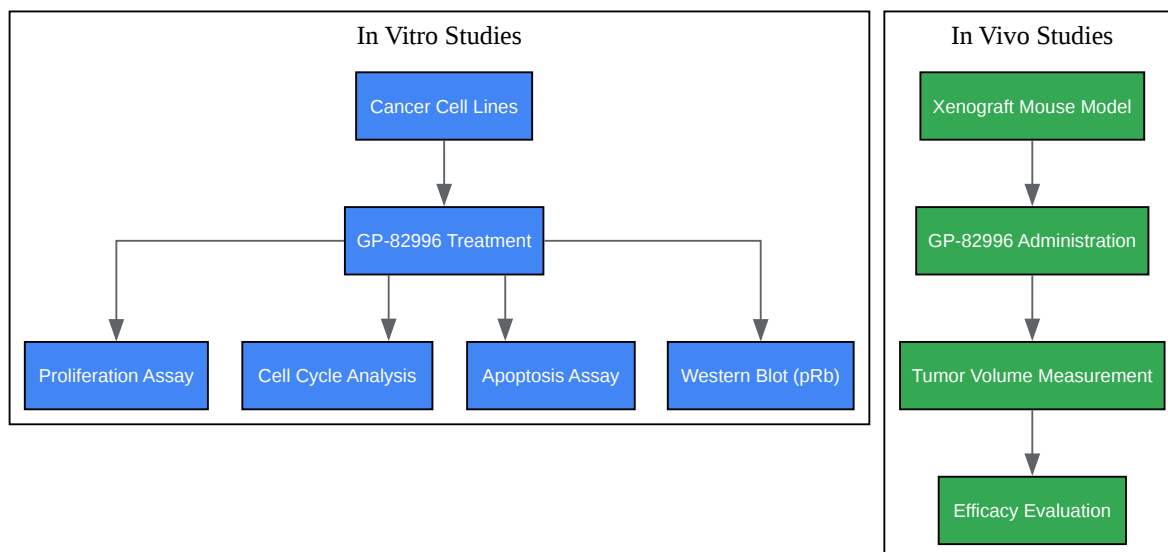 In Vitro Studies
Cancer Cell Lines
GP-82996 Treatment
Proliferation Assay
Cell Cycle Analysis
Apoptosis Assay
Western Blot (pRb)
In Vivo Studies
Xenograft Mouse Model
GP-82996 Administration
Tumor Volume Measurement
Efficacy Evaluation